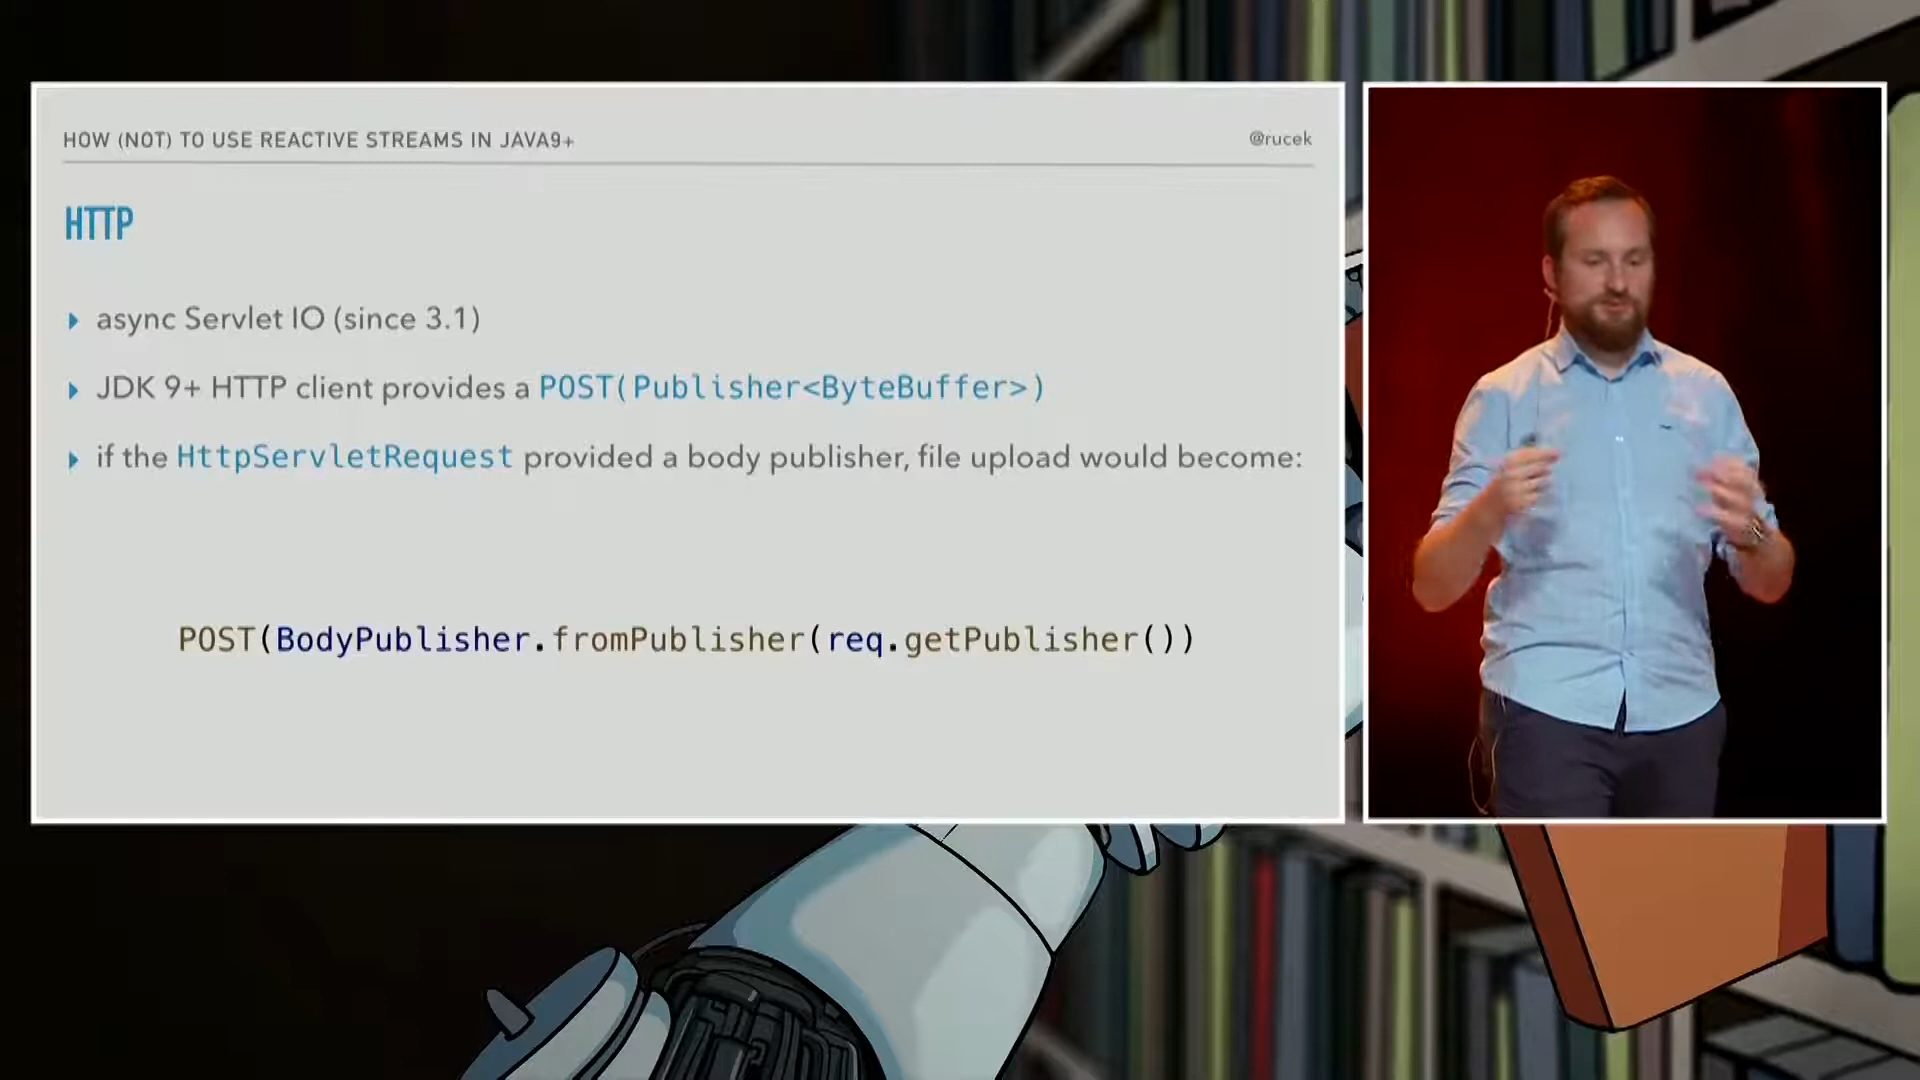 HOW (NOT) TO USE REACTIVE STREAMS IN JAVA9+
@rucek
HTTP
async Servlet IO (since 3.1)
JDK 9+ HTTP client provides a POST(Publisher<ByteBuffer>)
if the HttpServletRequest provided a body publisher, file upload would become:
POST(BodyPublisher.fromPublisher(req.getPublisher())